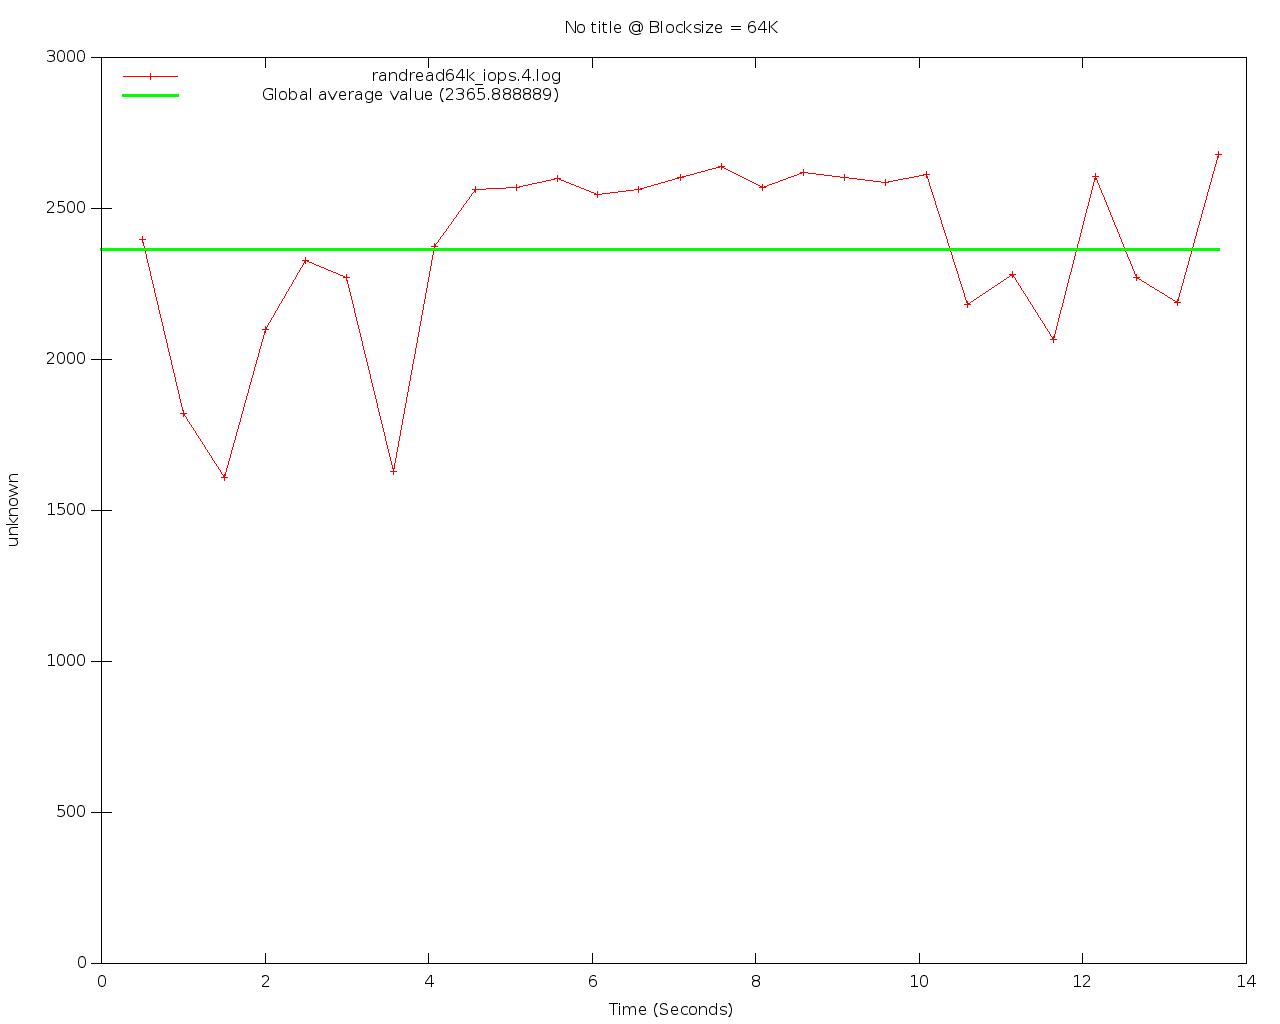 No title @ Blocksize = 64K
randread64k_iops.4.log
Global average value (2365.888889)
3000
2500
2000
1500
1000
500
0
unknown
0 2 4 6 8 10 12 14
Time (Seconds)